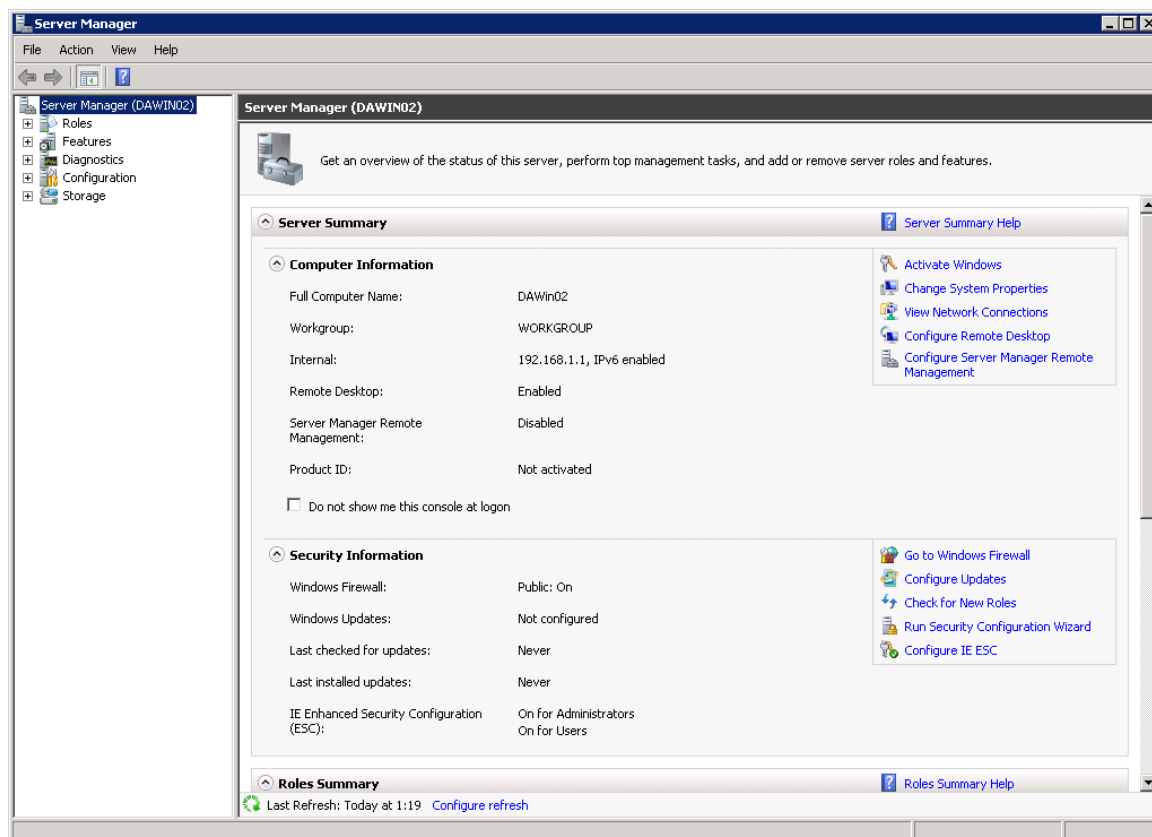 Server Manager
File Action View Help
Server Manager (DAWIN02)
Roles
Features
Diagnostics
Configuration
Storage
Server Manager (DAWIN02)
Get an overview of the status of this server, perform top management tasks, and add or remove server roles and features.
Server Summary
Server Summary Help
Computer Information
Full Computer Name: DAWin02
Workgroup: WORKGROUP
Internal: 192.168.1.1, IPv6 enabled
Remote Desktop: Enabled
Server Manager Remote Disabled
Management:
Product ID: Not activated
Do not show me this console at logon
Activate Windows
Change System Properties
View Network Connections
Configure Remote Desktop
Configure Server Manager Remote
Management
Security Information
Windows Firewall: Public: On
Windows Updates: Not configured
Last checked for updates: Never
Last installed updates: Never
IE Enhanced Security Configuration On for Administrators
(ESC): On for Users
Go to Windows Firewall
Configure Updates
Check for New Roles
Run Security Configuration Wizard
Configure IE ESC
Roles Summary
Roles Summary Help
Last Refresh: Today at 1:19 Configure refresh